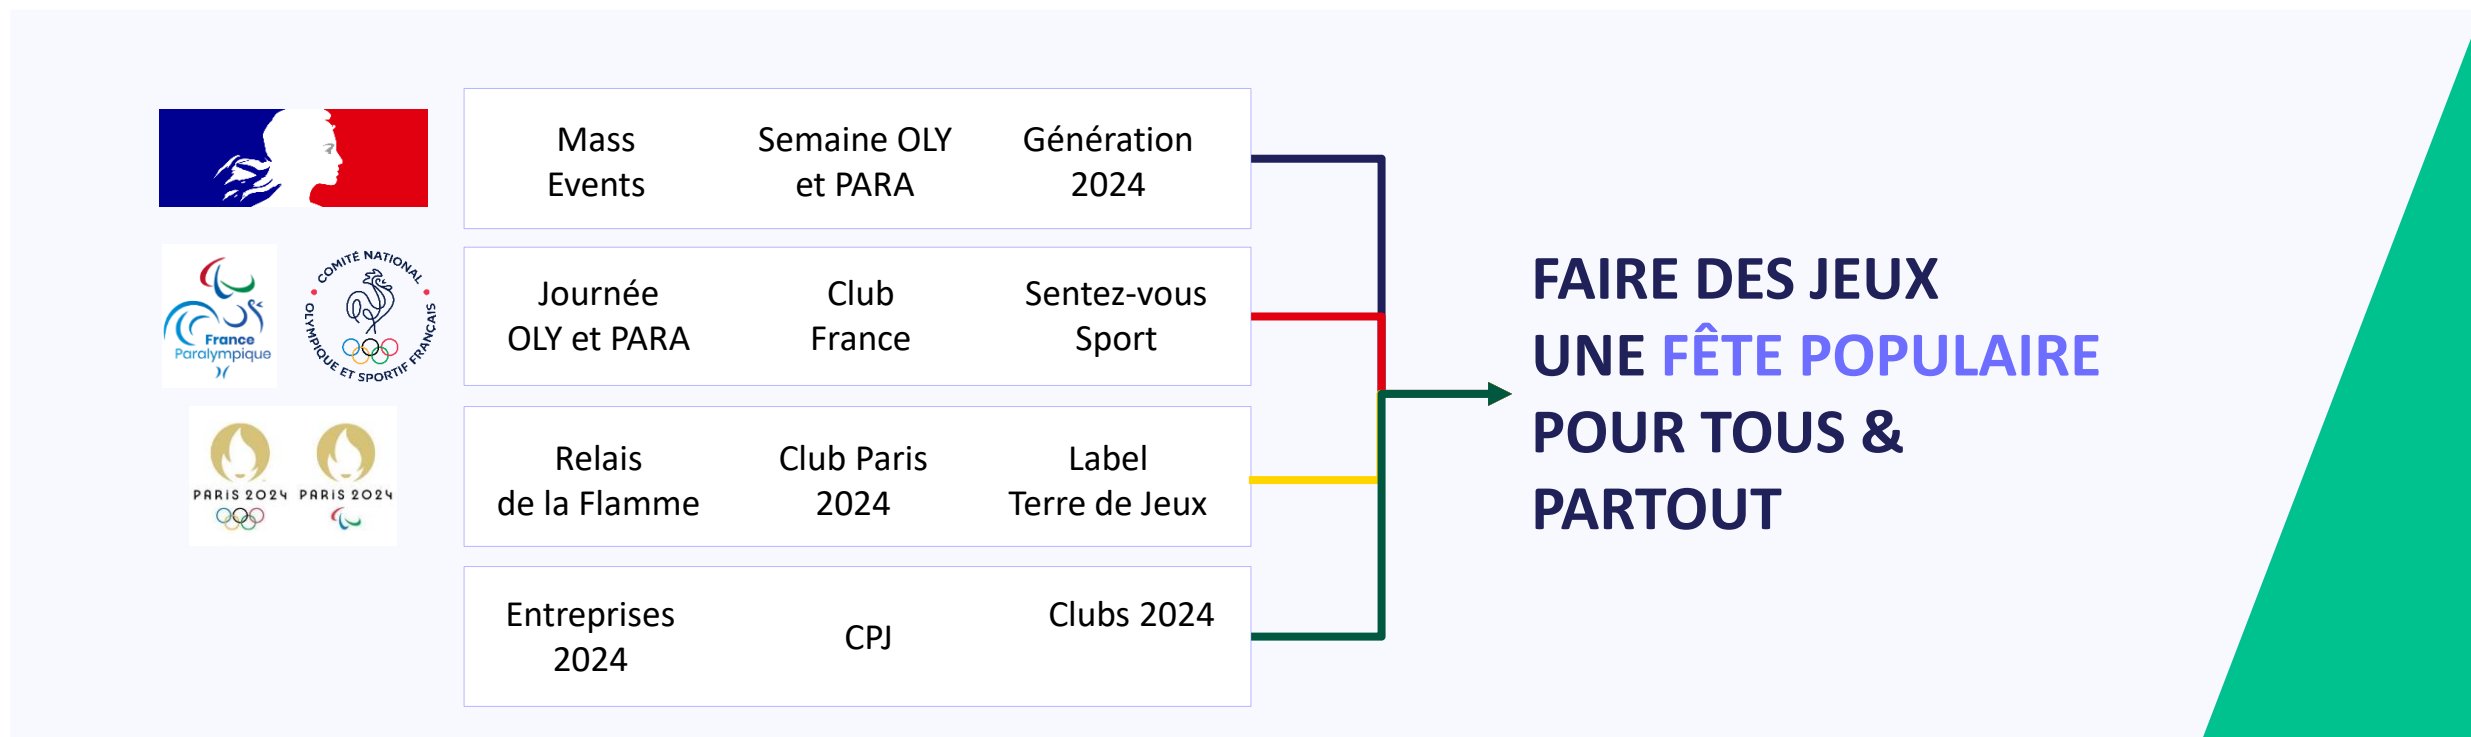 Mass
Events
Semaine OLY
et PARA
Génération
2024
COMITÉ NATIONAL
OLYMPIQUE ET SPORTIF FRANÇAIS
France
Paralympique
Journée
OLY et PARA
Club
France
Sentez-vous
Sport
PARIS 2024
PARIS 2024
Relais
de la Flamme
Club Paris
2024
Label
Terre de Jeux
Entreprises
2024
CPJ
Clubs 2024
FAIRE DES JEUX
UNE FÊTE POPULAIRE
POUR TOUS &
PARTOUT